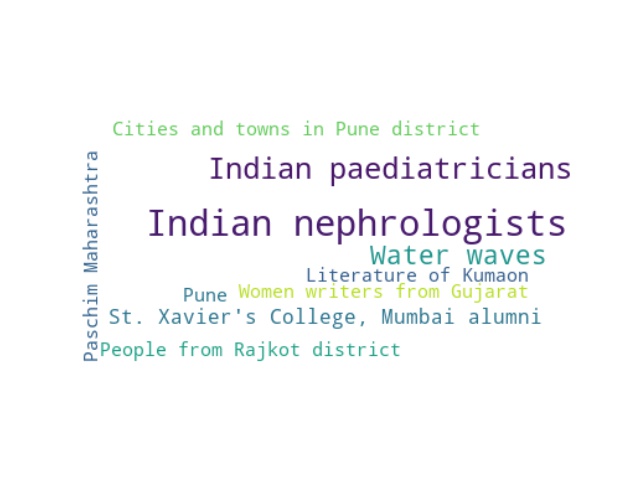 Cities and towns in Pune district
Indian paediatricians
Indian nephrologists
Water waves
Literature of Kumaon
Women writers from Gujarat
Pune
St. Xavier's College, Mumbai alumni
People from Rajkot district
Paschim Maharashtra